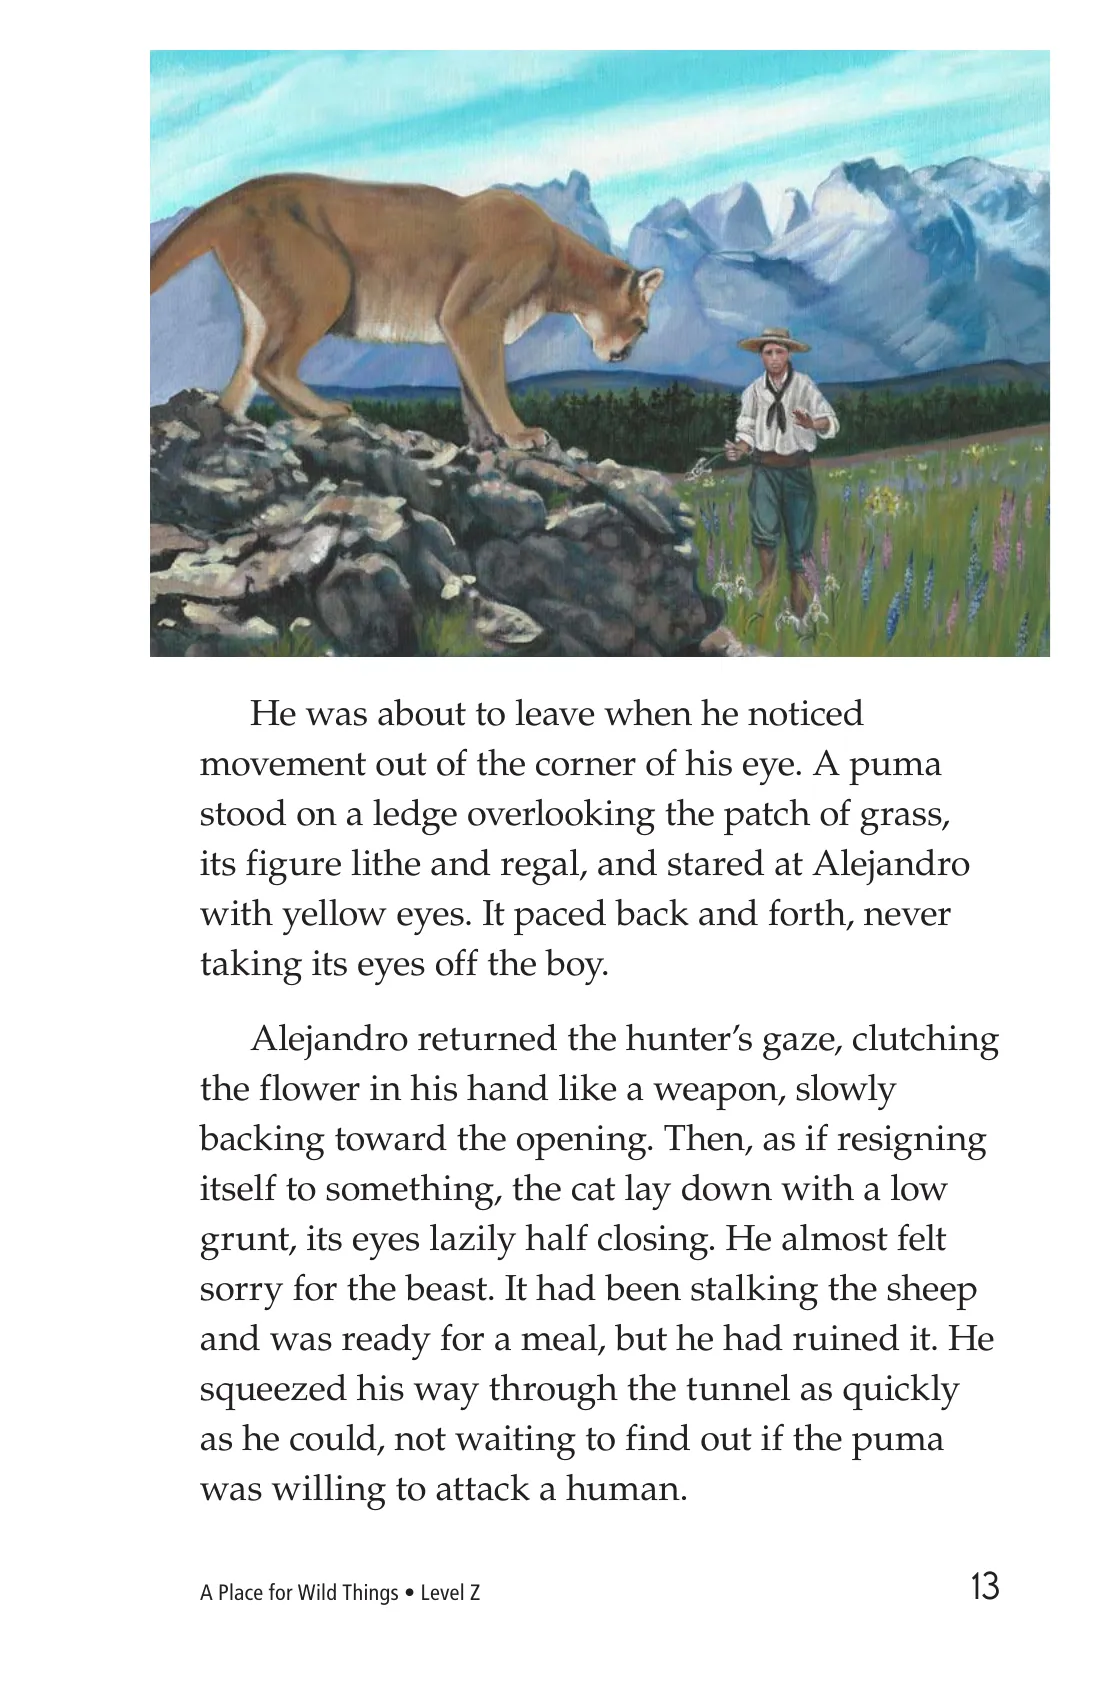 He was about to leave when he noticed
movement out of the corner of his eye. A puma
stood on a ledge overlooking the patch of grass,
its figure lithe and regal, and stared at Alejandro
with yellow eyes. It paced back and forth, never
taking its eyes off the boy.
Alejandro returned the hunter’s gaze, clutching
the flower in his hand like a weapon, slowly
backing toward the opening. Then, as if resigning
itself to something, the cat lay down with a low
grunt, its eyes lazily half closing. He almost felt
sorry for the beast. It had been stalking the sheep
and was ready for a meal, but he had ruined it. He
squeezed his way through the tunnel as quickly
as he could, not waiting to find out if the puma
was willing to attack a human.
A Place for Wild Things • Level Z
13